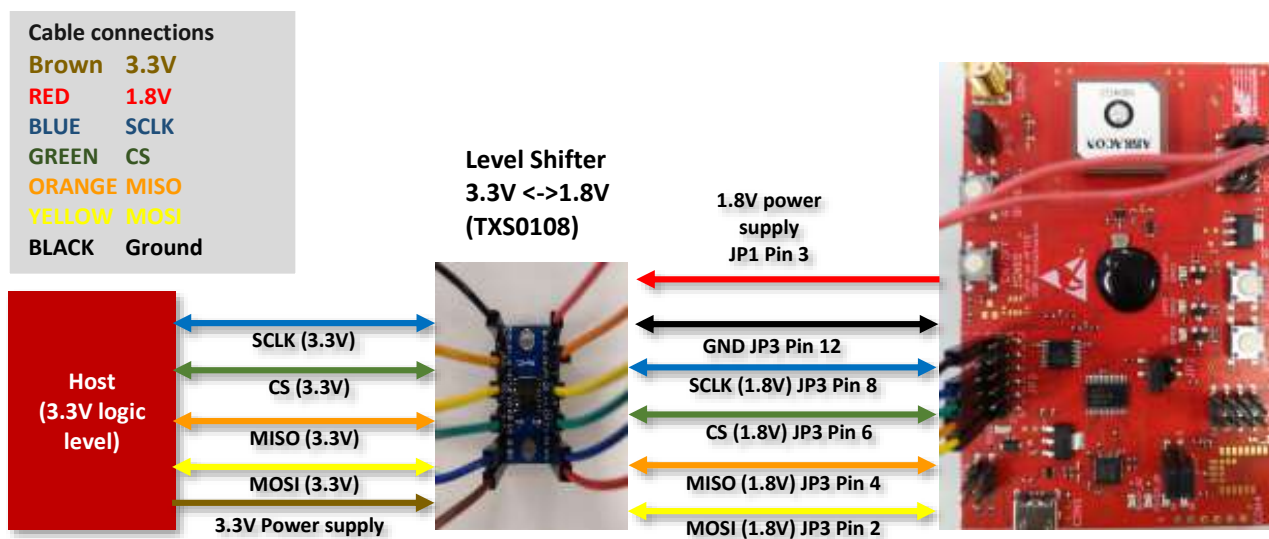 Cable connections
Brown 3.3V
RED 1.8V
BLUE SCLK
GREEN CS
ORANGE MISO
YELLOW MOSI
BLACK Ground
Level Shifter
3.3V <->1.8V
(TXS0108)
1.8V power
supply
JP1 Pin 3
Host
(3.3V logic
level)
SCLK (3.3V)
CS (3.3V)
MISO (3.3V)
MOSI (3.3V)
3.3V Power supply
GND JP3 Pin 12
SCLK (1.8V) JP3 Pin 8
CS (1.8V) JP3 Pin 6
MISO (1.8V) JP3 Pin 4
MOSI (1.8V) JP3 Pin 2
ABRACON